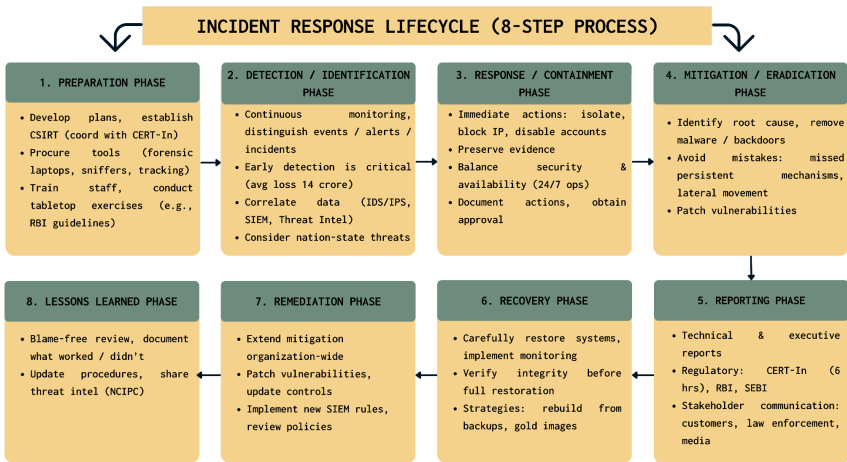 INCIDENT RESPONSE LIFECYCLE (8-STEP PROCESS)
1. PREPARATION PHASE
• Develop plans, establish
CSIRT (coord with CERT-In)
• Procure tools (forensic
laptops, sniffers, tracking)
• Train staff, conduct
tabletop exercises (e.g.,
RBI guidelines)
2. DETECTION / IDENTIFICATION
PHASE
• Continuous monitoring,
distinguish events / alerts /
incidents
• Early detection is critical
(avg loss 14 crore)
• Correlate data (IDS/IPS,
SIEM, Threat Intel)
• Consider nation-state threats
3. RESPONSE / CONTAINMENT
PHASE
• Immediate actions: isolate,
block IP, disable accounts
• Preserve evidence
• Balance security &
availability (24/7 ops)
• Document actions, obtain
approval
4. MITIGATION / ERADICATION
PHASE
• Identify root cause, remove
malware / backdoors
• Avoid mistakes: missed
persistent mechanisms,
lateral movement
• Patch vulnerabilities
5. REPORTING PHASE
• Technical & executive
reports
• Regulatory: CERT-In (6
hrs), RBI, SEBI
• Stakeholder communication:
customers, law enforcement,
media
6. RECOVERY PHASE
• Carefully restore systems,
implement monitoring
• Verify integrity before
full restoration
• Strategies: rebuild from
backups, gold images
7. REMEDIATION PHASE
• Extend mitigation
organization-wide
• Patch vulnerabilities,
update controls
• Implement new SIEM rules,
review policies
8. LESSONS LEARNED PHASE
• Blame-free review, document
what worked / didn’t
• Update procedures, share
threat intel (NCIPC)